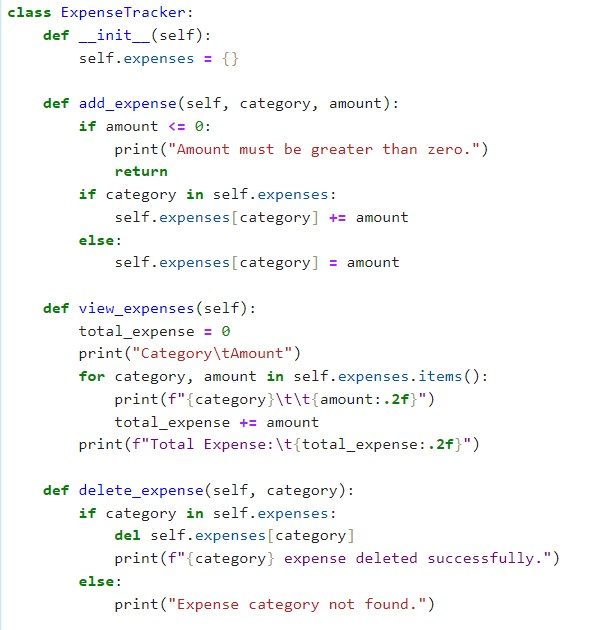 class ExpenseTracker:
    def __init__(self):
        self.expenses = {}

    def add_expense(self, category, amount):
        if amount <= 0:
            print("Amount must be greater than zero.")
            return
        if category in self.expenses:
            self.expenses[category] += amount
        else:
            self.expenses[category] = amount

    def view_expenses(self):
        total_expense = 0
        print("Category\tAmount")
        for category, amount in self.expenses.items():
            print(f"{category}\t\t{amount:.2f}")
            total_expense += amount
        print(f"Total Expense:\t{total_expense:.2f}")

    def delete_expense(self, category):
        if category in self.expenses:
            del self.expenses[category]
            print(f"{category} expense deleted successfully.")
        else:
            print("Expense category not found.")